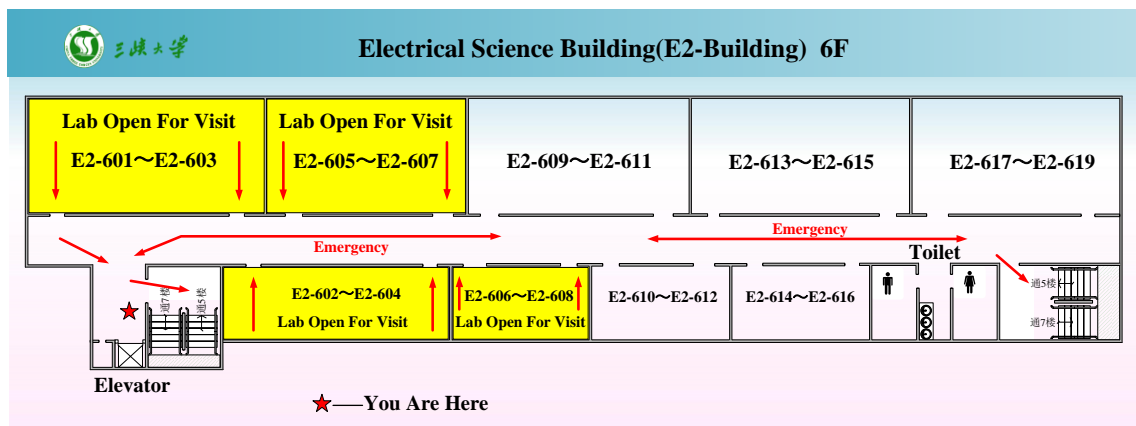 三峡大学
Electrical Science Building(E2-Building) 6F
Lab Open For Visit
E2-601～E2-603
Lab Open For Visit
E2-605～E2-607
E2-609～E2-611
E2-613～E2-615
E2-617～E2-619
Emergency
Emergency
Toilet
E2-602～E2-604
Lab Open For Visit
E2-606～E2-608
Lab Open For Visit
E2-610～E2-612
E2-614～E2-616
通7楼
通5楼
通5楼
通7楼
Elevator
★——You Are Here